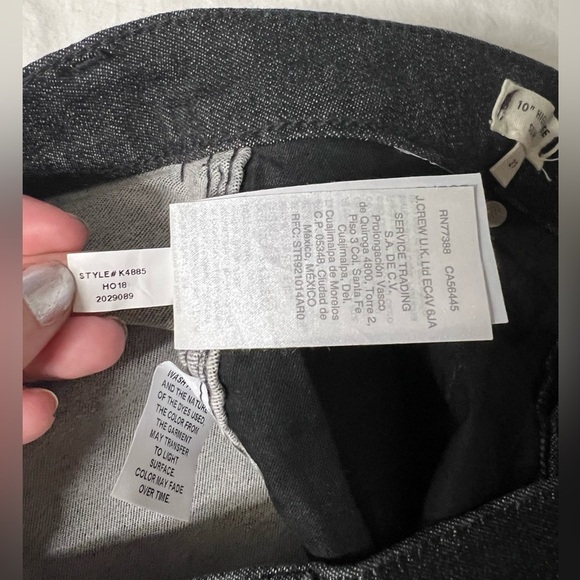 STYLE# K4885
HO18
2029089
RN77388 CA56445
J.CREW U.K. Ltd EC4V 6JA
SERVICE TRADING
S.A. DE C.V.
Prolongación Vasco
de Quiroga 4800, Torre 2,
Piso 3 Col. Santa Fe
Cuajimalpa, Del.
Cuajimalpa de Morelos
C.P. 05348, Ciudad de
México, MÉXICO
RFC: STR921014AR0
AND THE NATURE
OF THE DYES USED,
THE COLOR FROM
THE GARMENT
MAY TRANSFER
TO LIGHT
SURFACE.
COLOR MAY FADE
OVER TIME.
10"